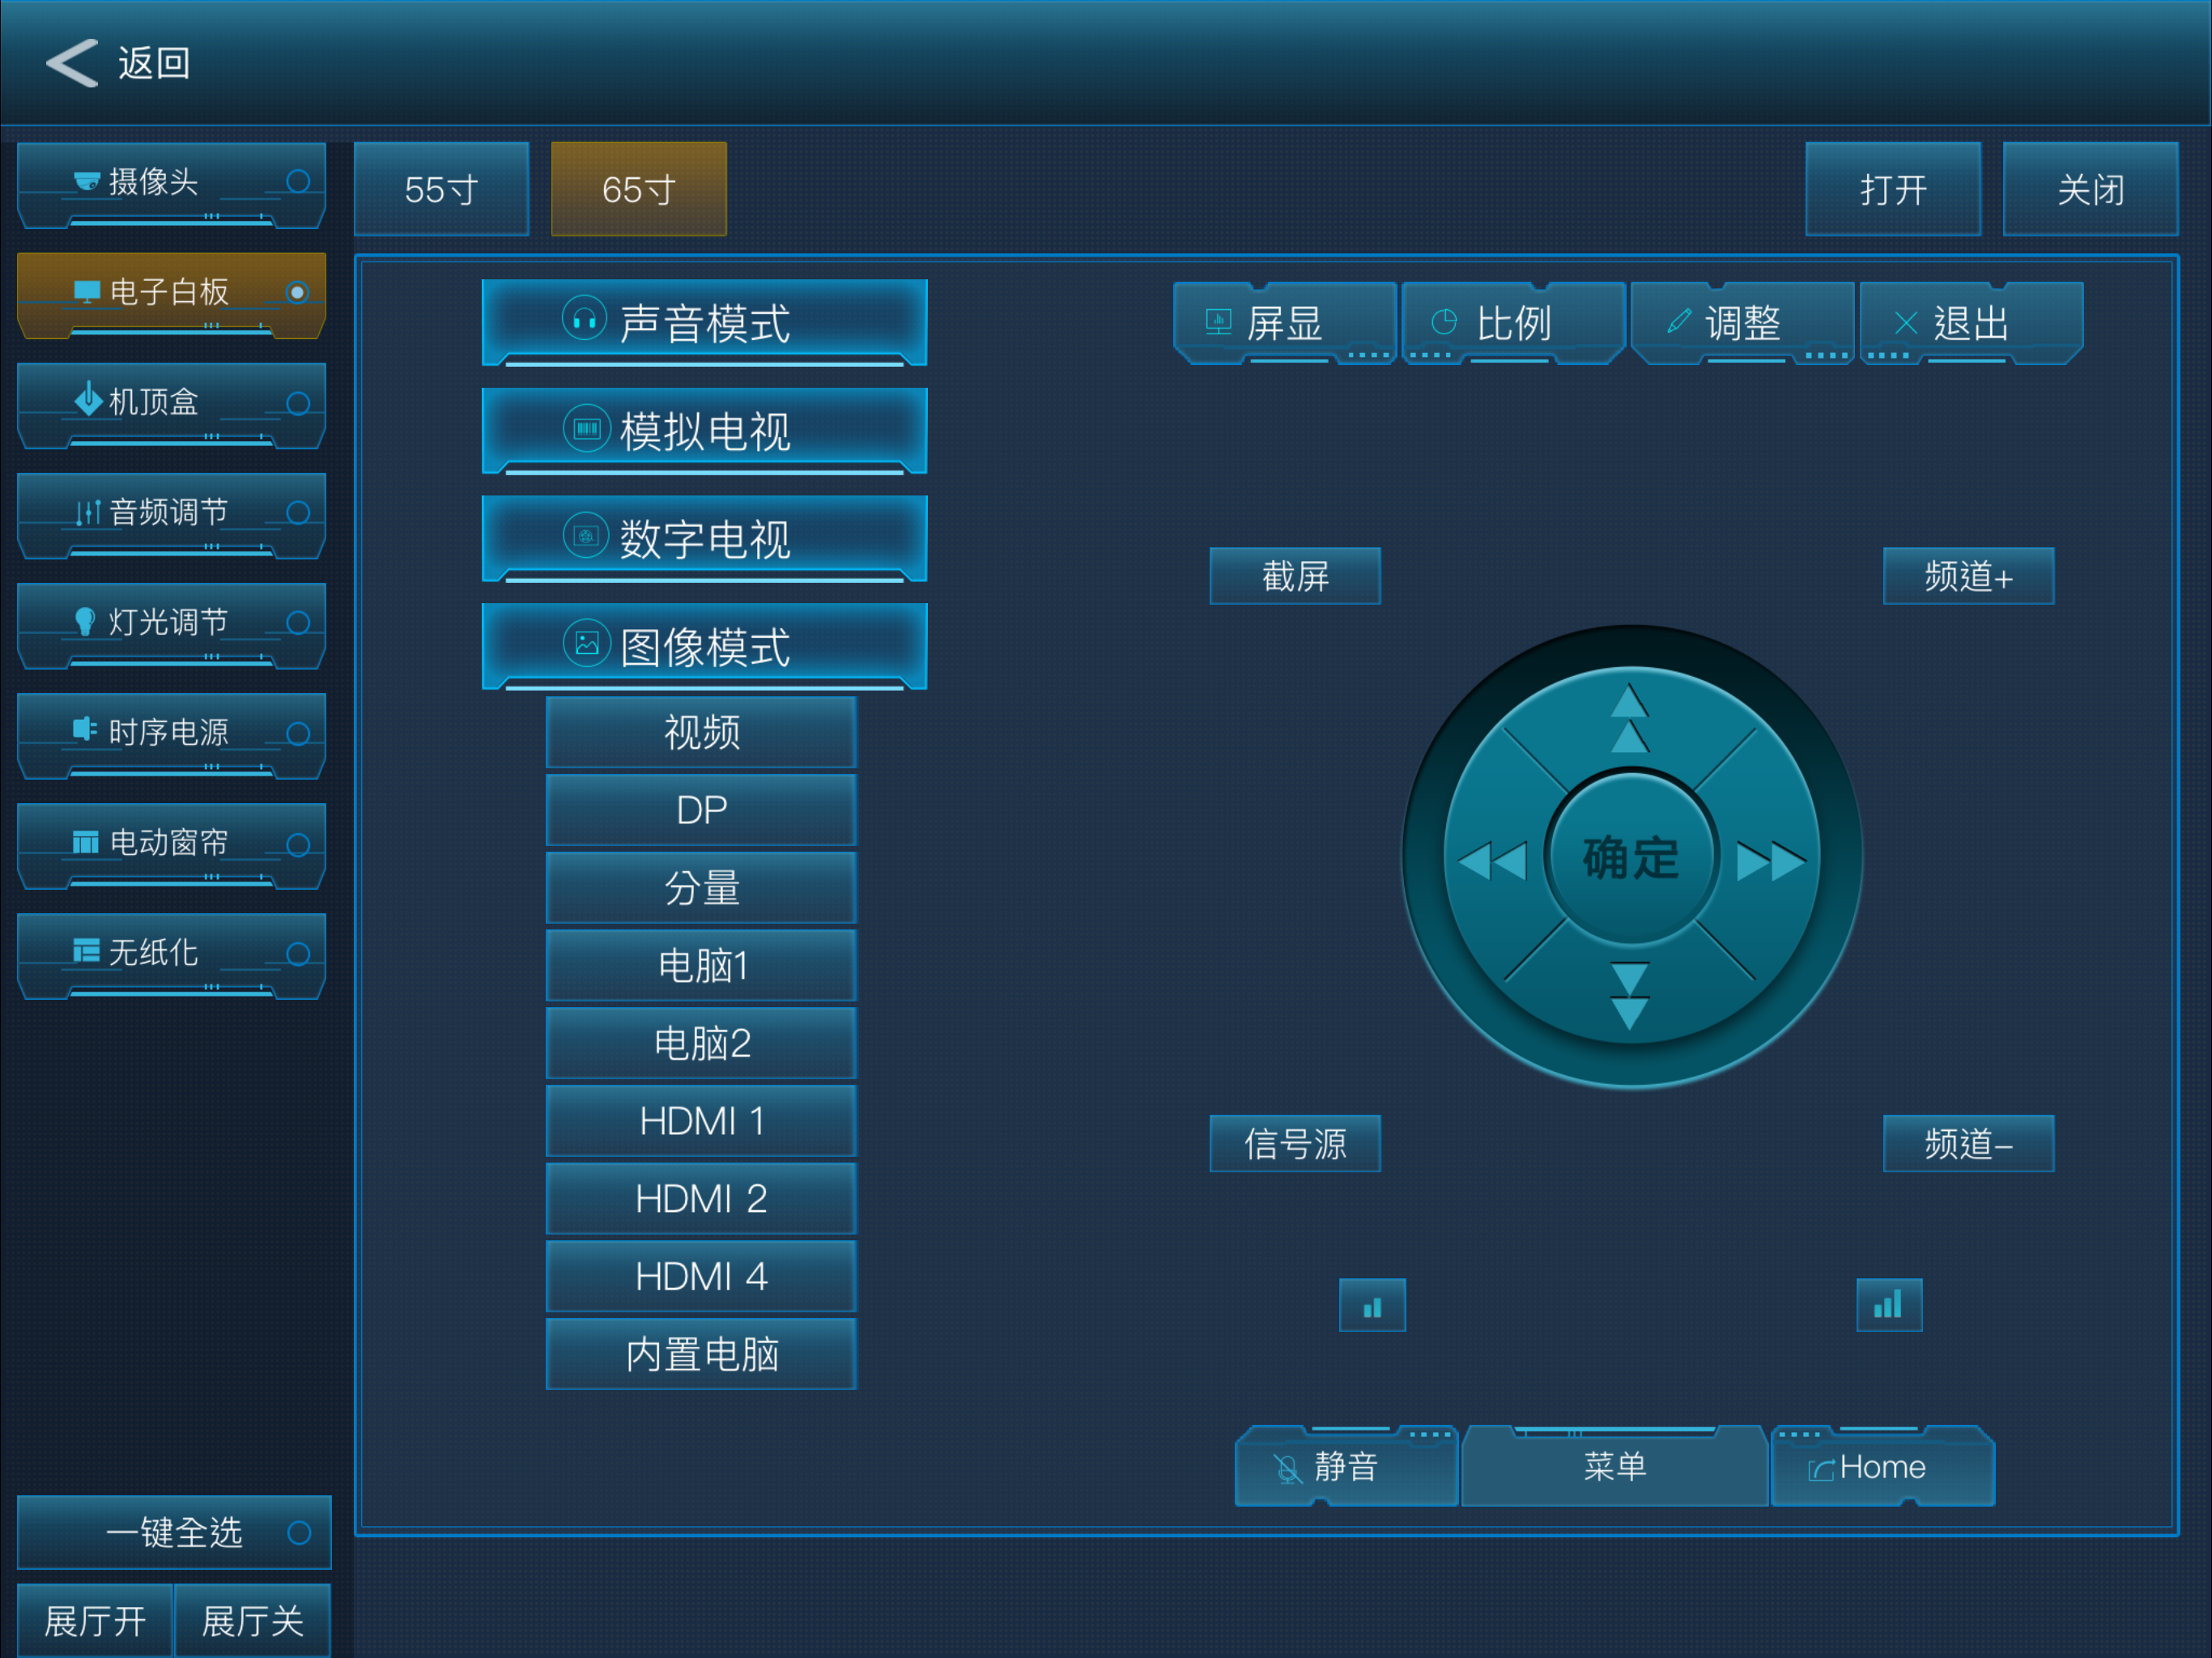 返回
摄像头
电子白板
机顶盒
音频调节
灯光调节
时序电源
电动窗帘
无纸化
一键全选
展厅开 展厅关
55寸 65寸 打开 关闭
声音模式
模拟电视
数字电视
图像模式
视频
DP
分量
电脑1
电脑2
HDMI 1
HDMI 2
HDMI 4
内置电脑
屏显 比例 调整 退出
截屏 频道+
确定
信号源 频道-
静音 菜单 Home